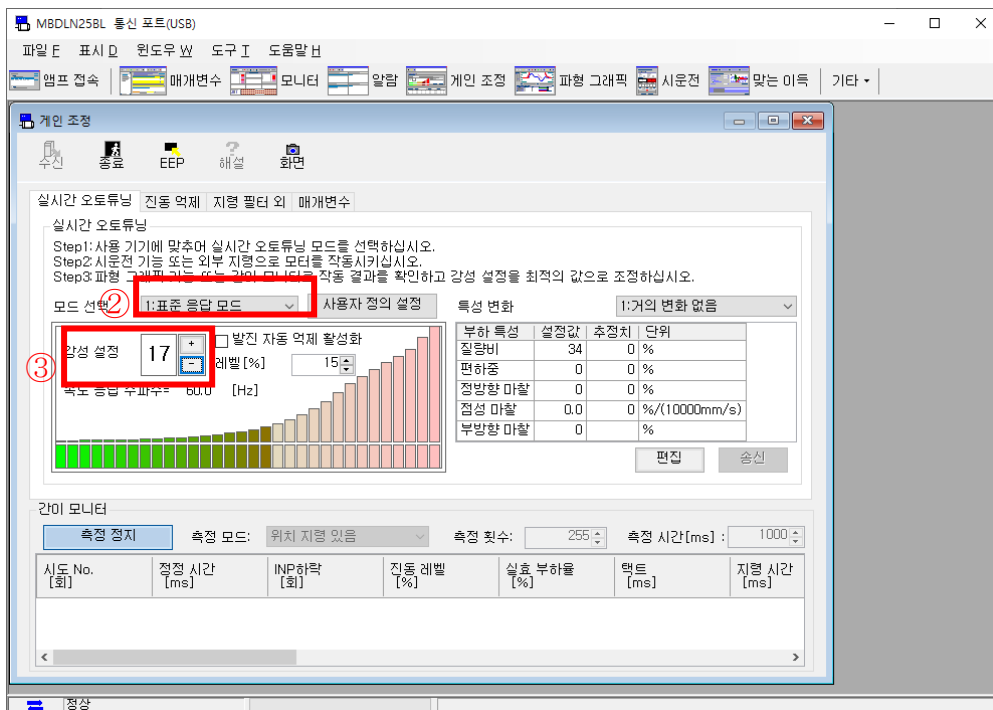 MBDLN25BL 통신 포트(USB)
파일 F 표시 D 윈도우 W 도구 T 도움말 H
앰프 접속 매개변수 모니터 알람 게인 조정 파형 그래픽 시운전 맞는 이득 기타
게인 조정
수신 종료 EEP 해설 화면
실시간 오토튜닝 진동 억제 지령 필터 외 매개변수
실시간 오토튜닝
Step1:사용 기기에 맞추어 실시간 오토튜닝 모드를 선택하십시오.
Step2:시운전 기능 또는 외부 지령으로 모터를 작동시키십시오.
Step3:파형 그래픽 기능 또는 간이 모니터로 작동 결과를 확인하고 강성 설정을 최적의 값으로 조정하십시오.
모드 선택 ② 1:표준 응답 모드 사용자 정의 설정 특성 변화 1:거의 변화 없음
③ 강성 설정 17 + - 발진 자동 억제 활성화
레벨[%] 15
속도 응답 주파수= 60.0 [Hz]
부하 특성 설정값 추정치 단위
질량비 34 0 %
편하중 0 0 %
정방향 마찰 0 0 %
점성 마찰 0.0 0 %/(10000mm/s)
부방향 마찰 0 %
편집 송신
간이 모니터
측정 정지 측정 모드: 위치 지령 있음 측정 횟수: 255 측정 시간[ms] : 1000
시도 No. 정정 시간 INP하락 진동 레벨 실효 부하율 택트 지령 시간
[회] [ms] [회] [%] [%] [ms] [ms]
정상